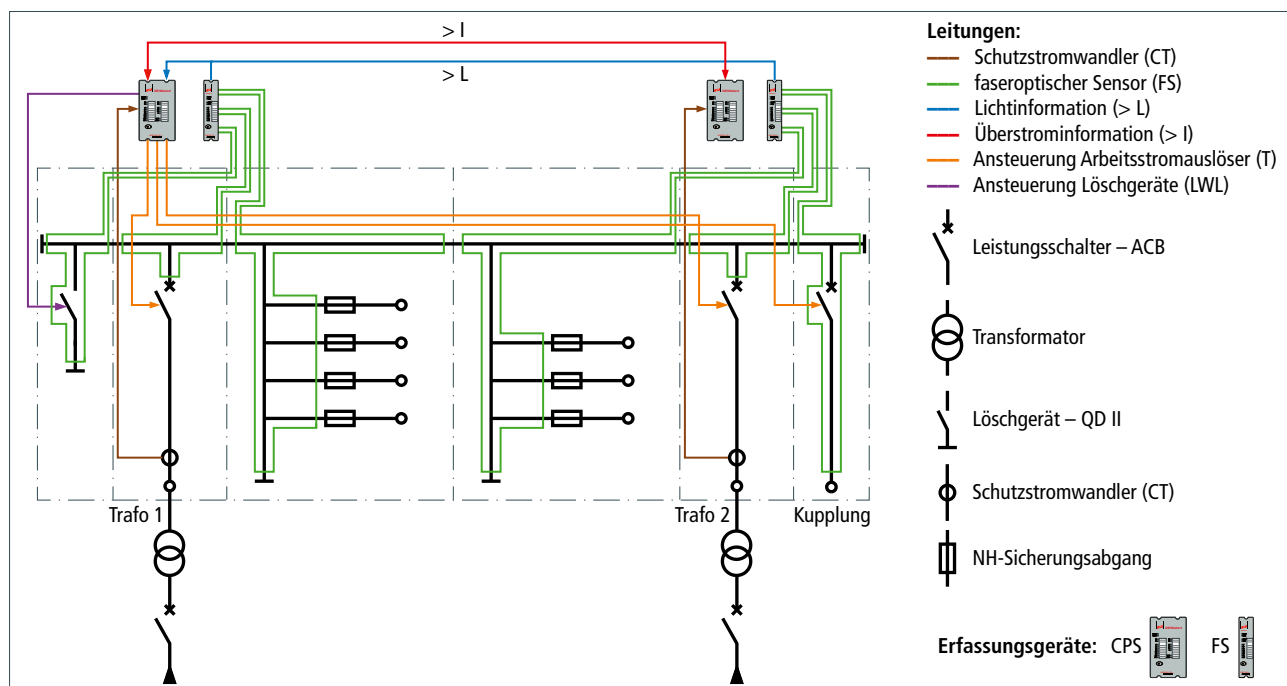 > I
> L
Trafo 1
Trafo 2
Kupplung
Leitungen:
Schutzstromwandler (CT)
faseroptischer Sensor (FS)
Lichtinformation (> L)
Überstrominformation (> I)
Ansteuerung Arbeitsstromauslöser (T)
Ansteuerung Löschgeräte (LWL)
Leistungsschalter – ACB
Transformator
Löschgerät – QD II
Schutzstromwandler (CT)
NH-Sicherungsabgang
Erfassungsgeräte: CPS FS